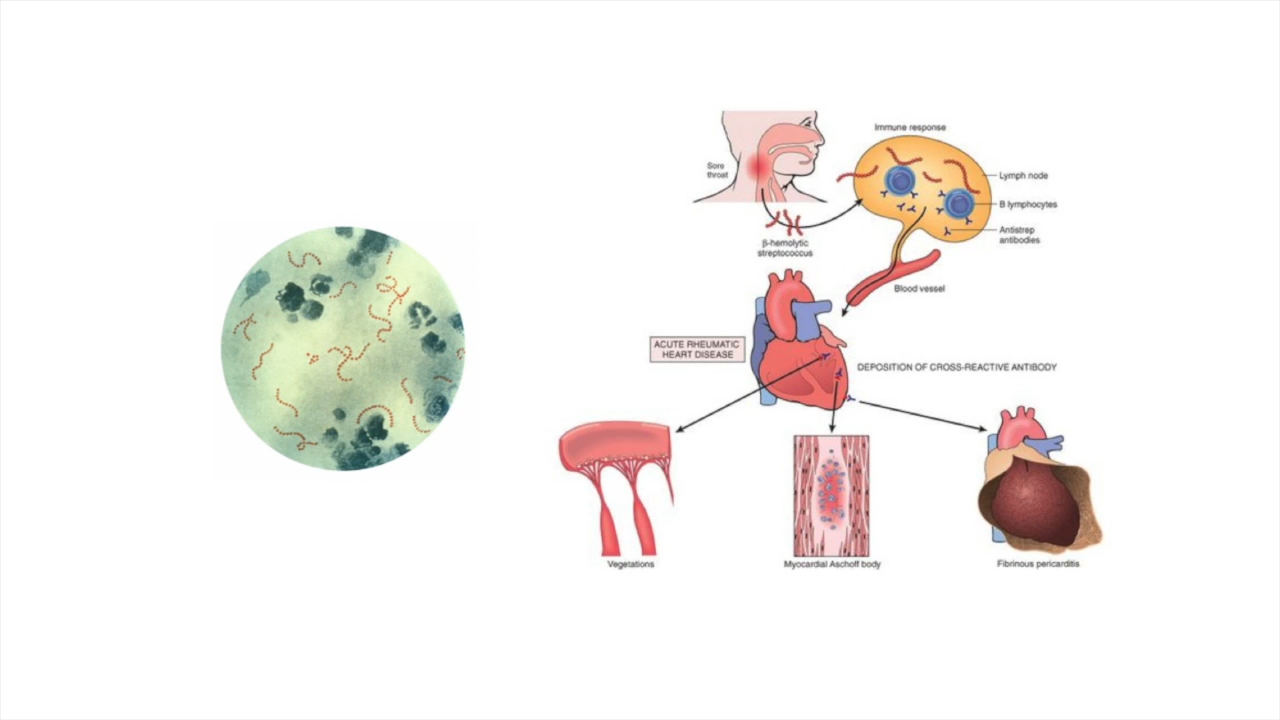 Immune response
Sore
throat
Lymph node
B lymphocytes
Antistrep
antibodies
β-hemolytic
streptococcus
Blood vessel
ACUTE RHEUMATIC
HEART DISEASE
DEPOSITION OF CROSS-REACTIVE ANTIBODY
Vegetations
Myocardial Aschoff body
Fibrinous pericarditis